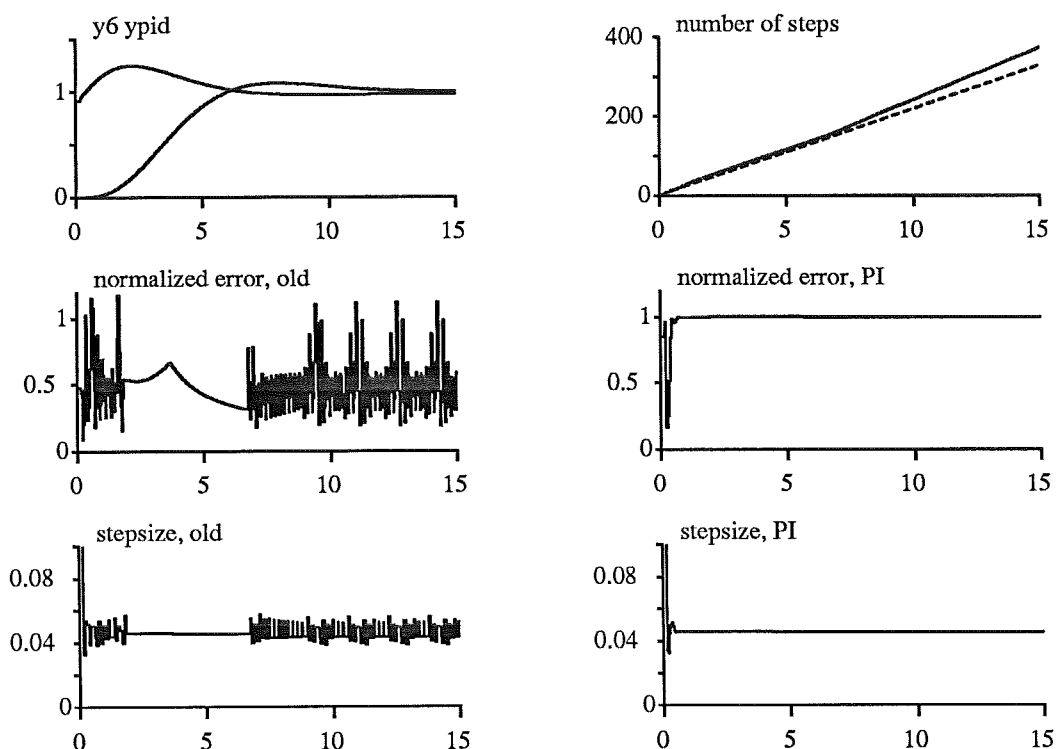 y6 ypid
1
0
0 5 10 15
number of steps
400
200
0
0 5 10 15
normalized error, old
1
0.5
0
0 5 10 15
normalized error, PI
1
0.5
0
0 5 10 15
stepsize, old
0.08
0.04
0
0 5 10 15
stepsize, PI
0.08
0.04
0
0 5 10 15